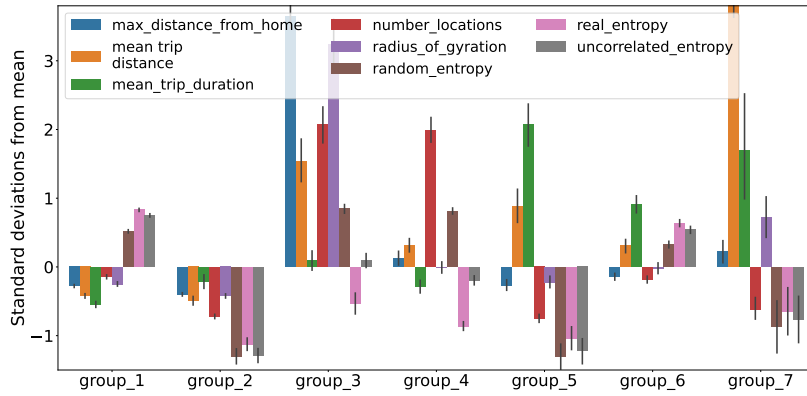 max_distance_from_home
mean trip
distance
mean_trip_duration
number_locations
radius_of_gyration
random_entropy
real_entropy
uncorrelated_entropy
Standard deviations from mean
3
2
1
0
−1
group_1
group_2
group_3
group_4
group_5
group_6
group_7